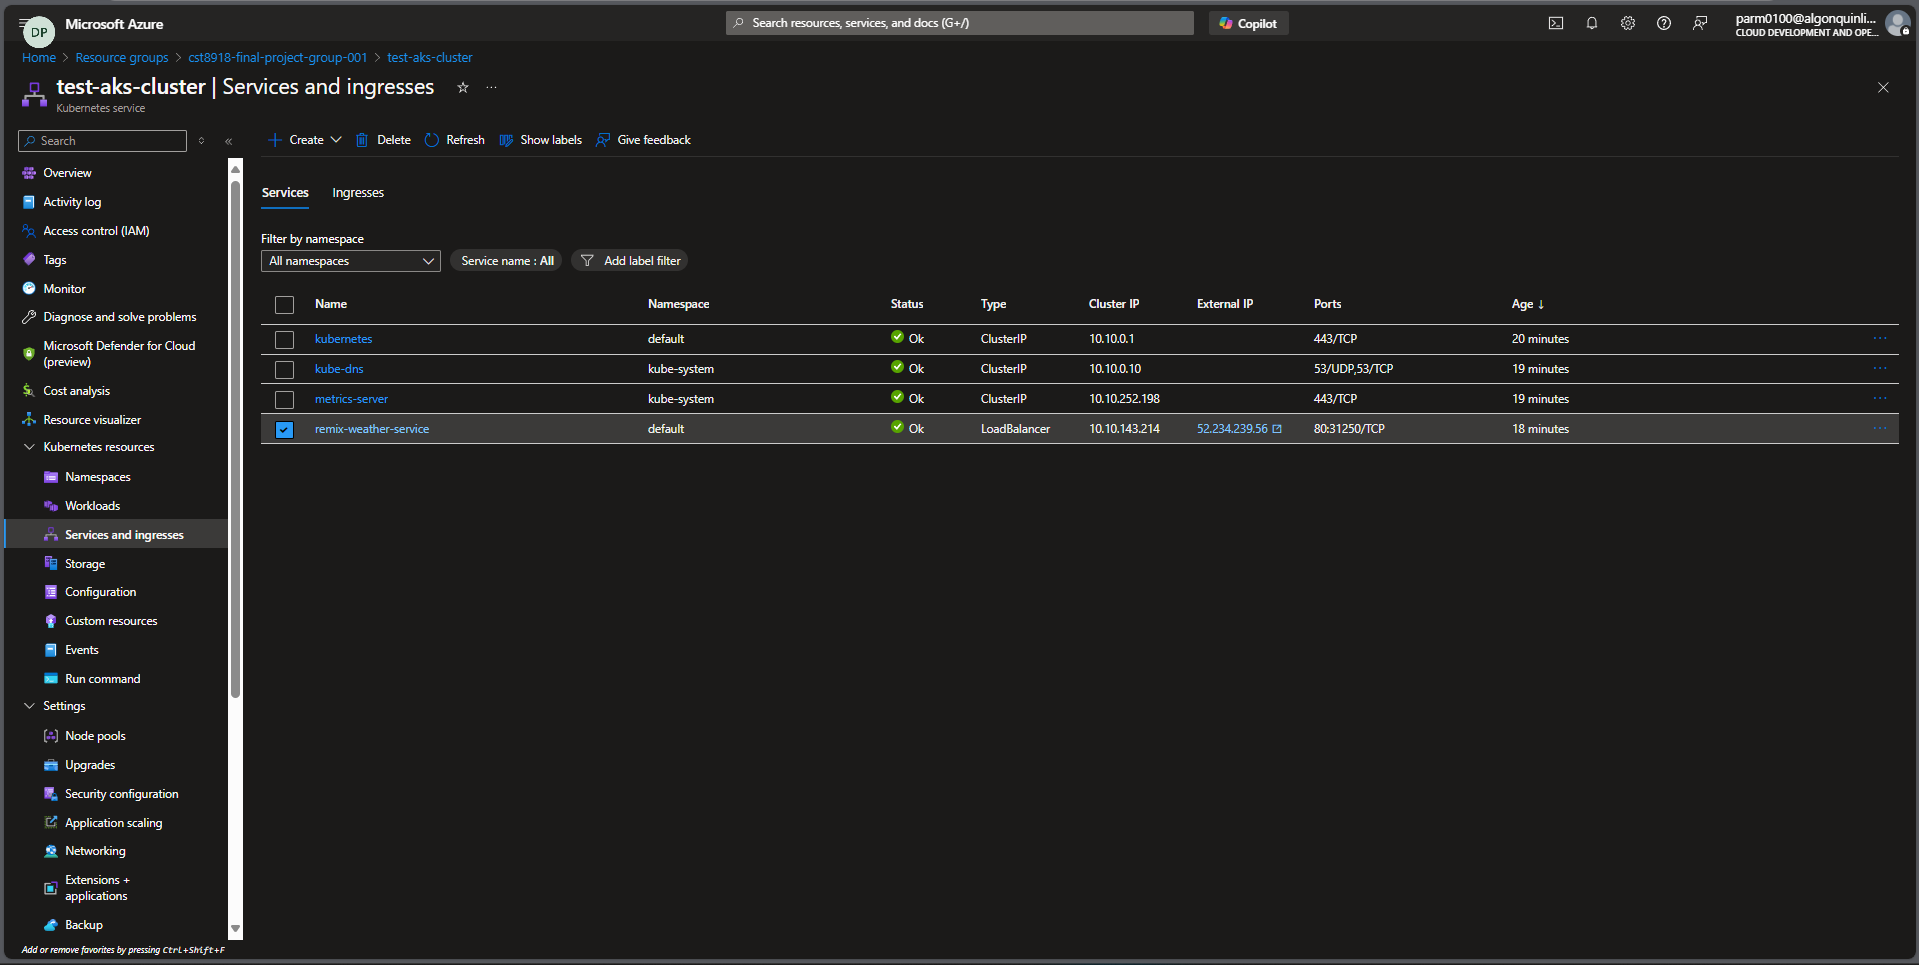 DP
Microsoft Azure
Search resources, services, and docs (G+/)
Copilot
parm0100@algonquinli...
CLOUD DEVELOPMENT AND OPE...
Home > Resource groups > cst8918-final-project-group-001 > test-aks-cluster
test-aks-cluster | Services and ingresses
Kubernetes service
Search
Create
Delete
Refresh
Show labels
Give feedback
Overview
Activity log
Access control (IAM)
Tags
Monitor
Diagnose and solve problems
Microsoft Defender for Cloud
(preview)
Cost analysis
Resource visualizer
Kubernetes resources
Namespaces
Workloads
Services and ingresses
Storage
Configuration
Custom resources
Events
Run command
Settings
Node pools
Upgrades
Security configuration
Application scaling
Networking
Extensions +
applications
Backup
Add or remove favorites by pressing Ctrl+Shift+F
Services Ingresses
Filter by namespace
All namespaces
Service name : All
Add label filter
Name Namespace Status Type Cluster IP External IP Ports Age ↓
kubernetes default Ok ClusterIP 10.10.0.1 443/TCP 20 minutes
kube-dns kube-system Ok ClusterIP 10.10.0.10 53/UDP,53/TCP 19 minutes
metrics-server kube-system Ok ClusterIP 10.10.252.198 443/TCP 19 minutes
remix-weather-service default Ok LoadBalancer 10.10.143.214 52.234.239.56 80:31250/TCP 18 minutes